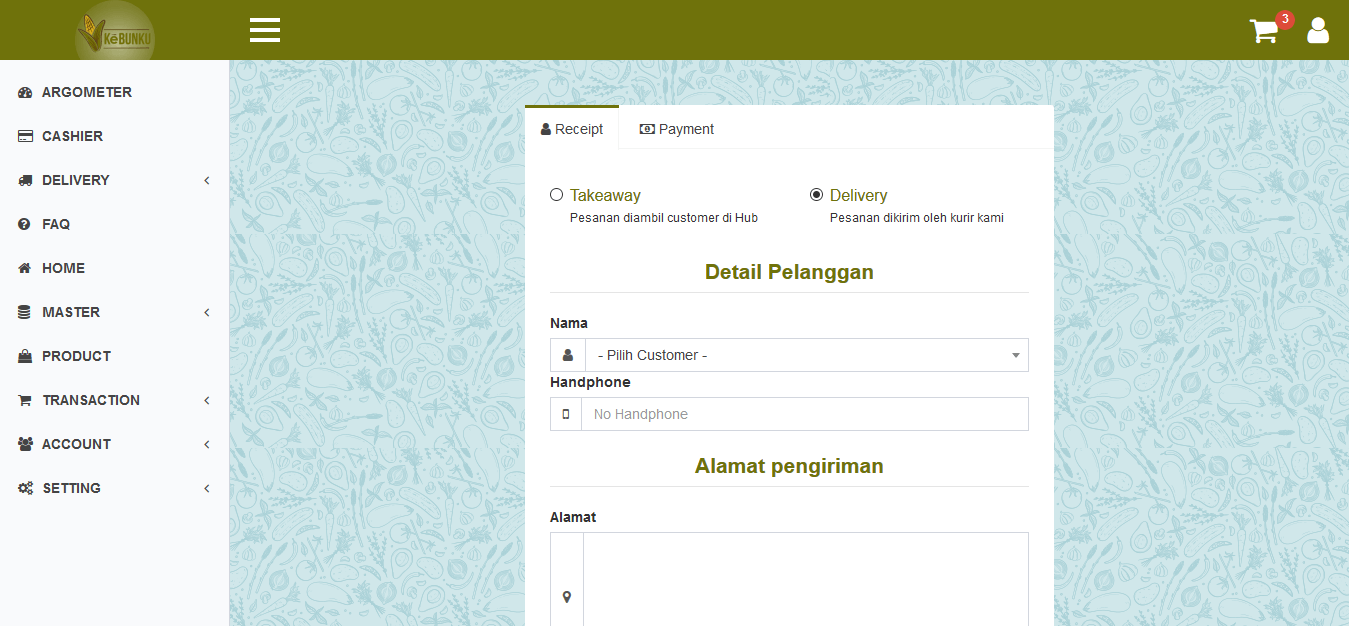 KeBUNKU
3
ARGOMETER
CASHIER
DELIVERY
FAQ
HOME
MASTER
PRODUCT
TRANSACTION
ACCOUNT
SETTING
Receipt
Payment
Takeaway
Pesanan diambil customer di Hub
Delivery
Pesanan dikirim oleh kurir kami
Detail Pelanggan
Nama
- Pilih Customer -
Handphone
No Handphone
Alamat pengiriman
Alamat